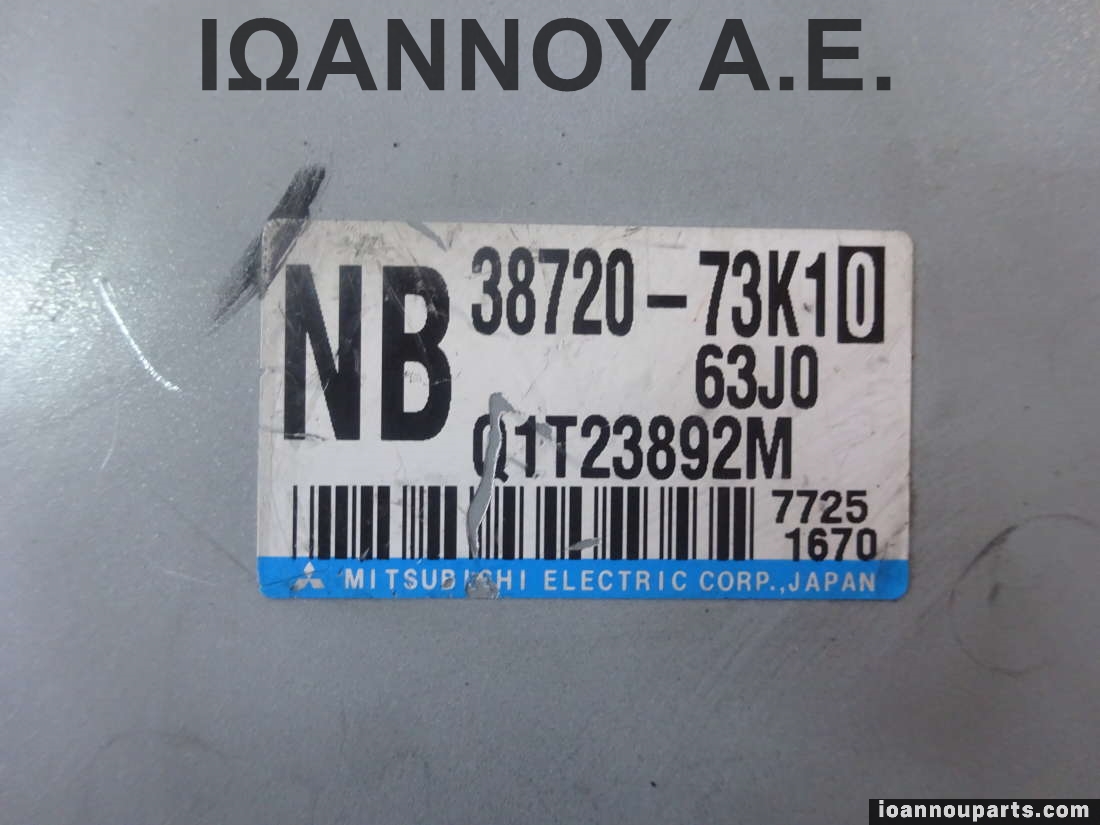 ΙΩΑΝΝΟΥ Α.Ε.
NB
38720-73K10
63J0
Q1T23892M
7725
1670
MITSUBISHI ELECTRIC CORP.,JAPAN
ioannouparts.com